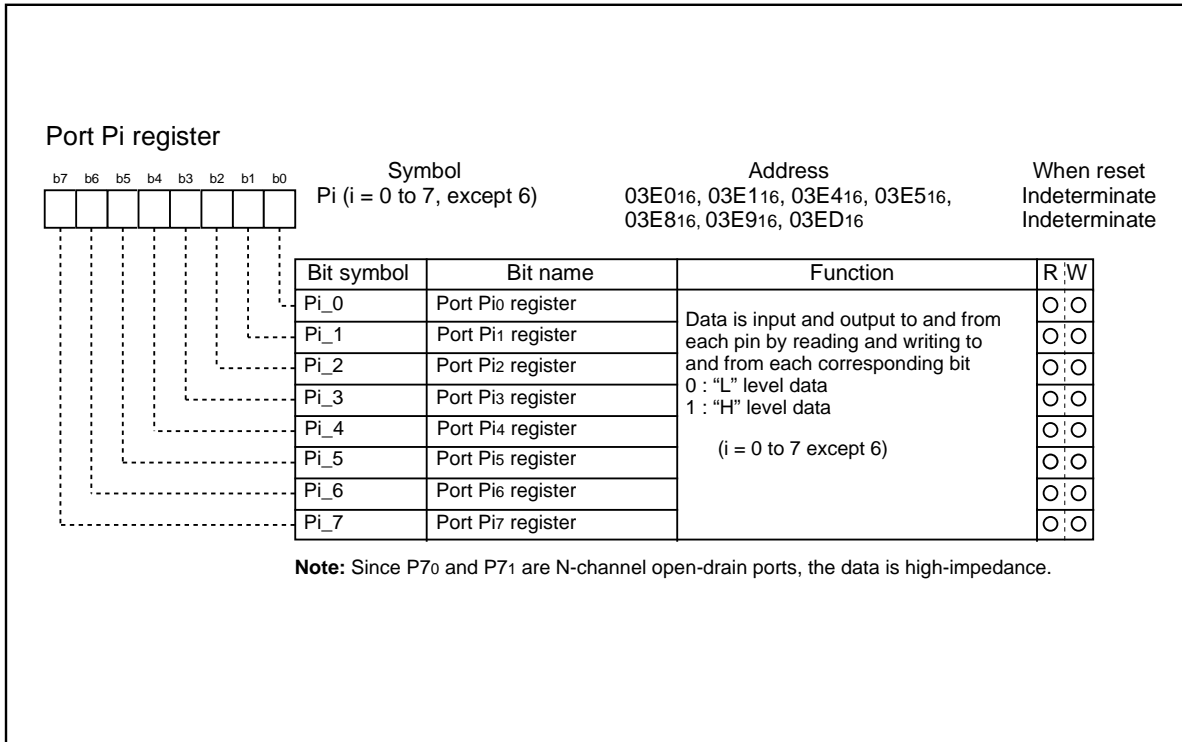 Port Pi register
b7 b6 b5 b4 b3 b2 b1 b0
Symbol Address When reset
Pi (i = 0 to 7, except 6) 03E016, 03E116, 03E416, 03E516, Indeterminate
03E816, 03E916, 03ED16 Indeterminate
Bit symbol Bit name Function R W
Pi_0 Port Pi0 register
Pi_1 Port Pi1 register
Pi_2 Port Pi2 register
Pi_3 Port Pi3 register
Pi_4 Port Pi4 register
Pi_5 Port Pi5 register
Pi_6 Port Pi6 register
Pi_7 Port Pi7 register
Data is input and output to and from
each pin by reading and writing to
and from each corresponding bit
0 : “L” level data
1 : “H” level data
(i = 0 to 7 except 6)
Note: Since P70 and P71 are N-channel open-drain ports, the data is high-impedance.